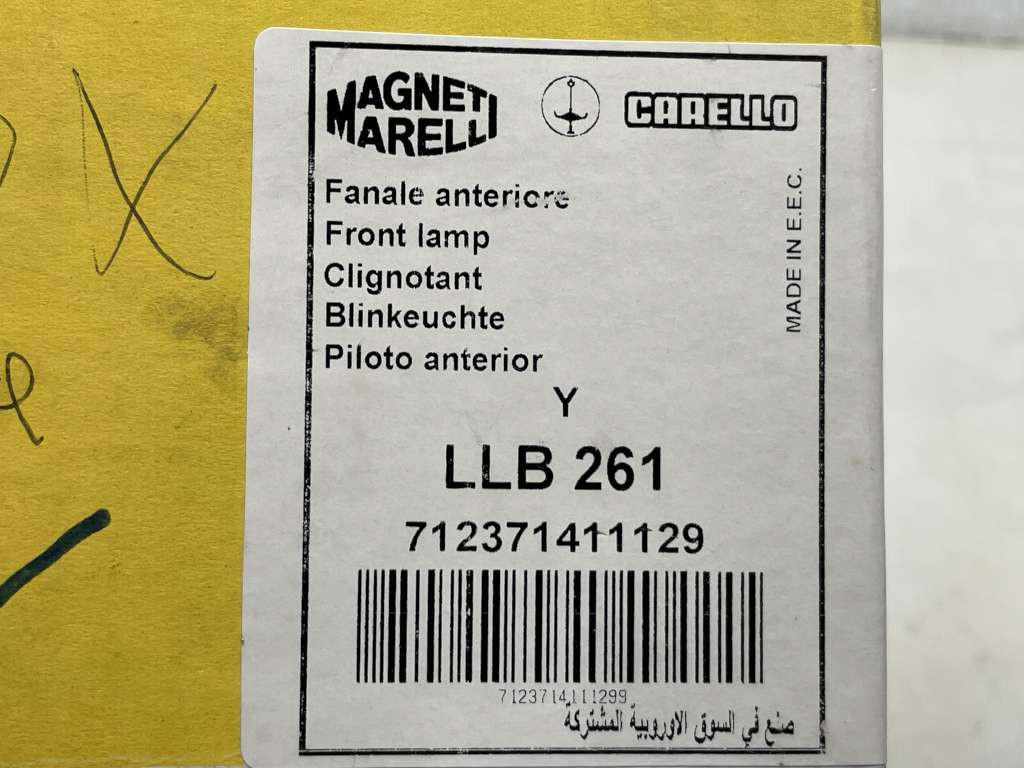 MAGNETI MARELLI
CARELLO
Fanale anteriore
Front lamp
Clignotant
Blinkeuchte
Piloto anterior
MADE IN E.E.C.
Y
LLB 261
712371411129
7123714111299
صنع في السوق الاوروبية المشتركة
X